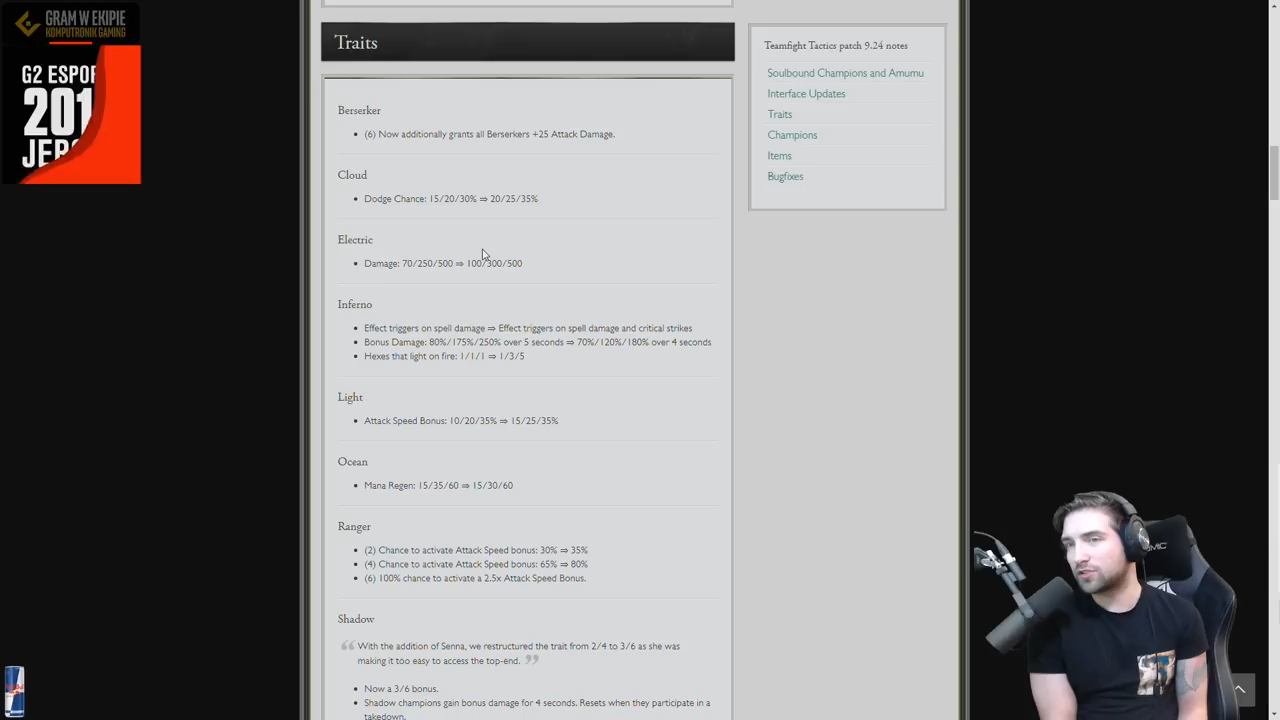 GRAM W EKIPIE
KOMPUTRONIK GAMING
G2 ESPOR
201
JERS
Traits
Berserker
• (6) Now additionally grants all Berserkers +25 Attack Damage.
Cloud
• Dodge Chance: 15/20/30% ⇒ 20/25/35%
Electric
• Damage: 70/250/500 ⇒ 100/300/500
Inferno
• Effect triggers on spell damage ⇒ Effect triggers on spell damage and critical strikes
• Bonus Damage: 80%/175%/250% over 5 seconds ⇒ 70%/120%/180% over 4 seconds
• Hexes that light on fire: 1/1/1 ⇒ 1/3/5
Light
• Attack Speed Bonus: 10/20/35% ⇒ 15/25/35%
Ocean
• Mana Regen: 15/35/60 ⇒ 15/30/60
Ranger
• (2) Chance to activate Attack Speed bonus: 30% ⇒ 35%
• (4) Chance to activate Attack Speed bonus: 65% ⇒ 80%
• (6) 100% chance to activate a 2.5x Attack Speed Bonus.
Shadow
“ With the addition of Senna, we restructured the trait from 2/4 to 3/6 as she was
making it too easy to access the top-end. ”
• Now a 3/6 bonus.
• Shadow champions gain bonus damage for 4 seconds. Resets when they participate in a
takedown.
Teamfight Tactics patch 9.24 notes
Soulbound Champions and Amumu
Interface Updates
Traits
Champions
Items
Bugfixes